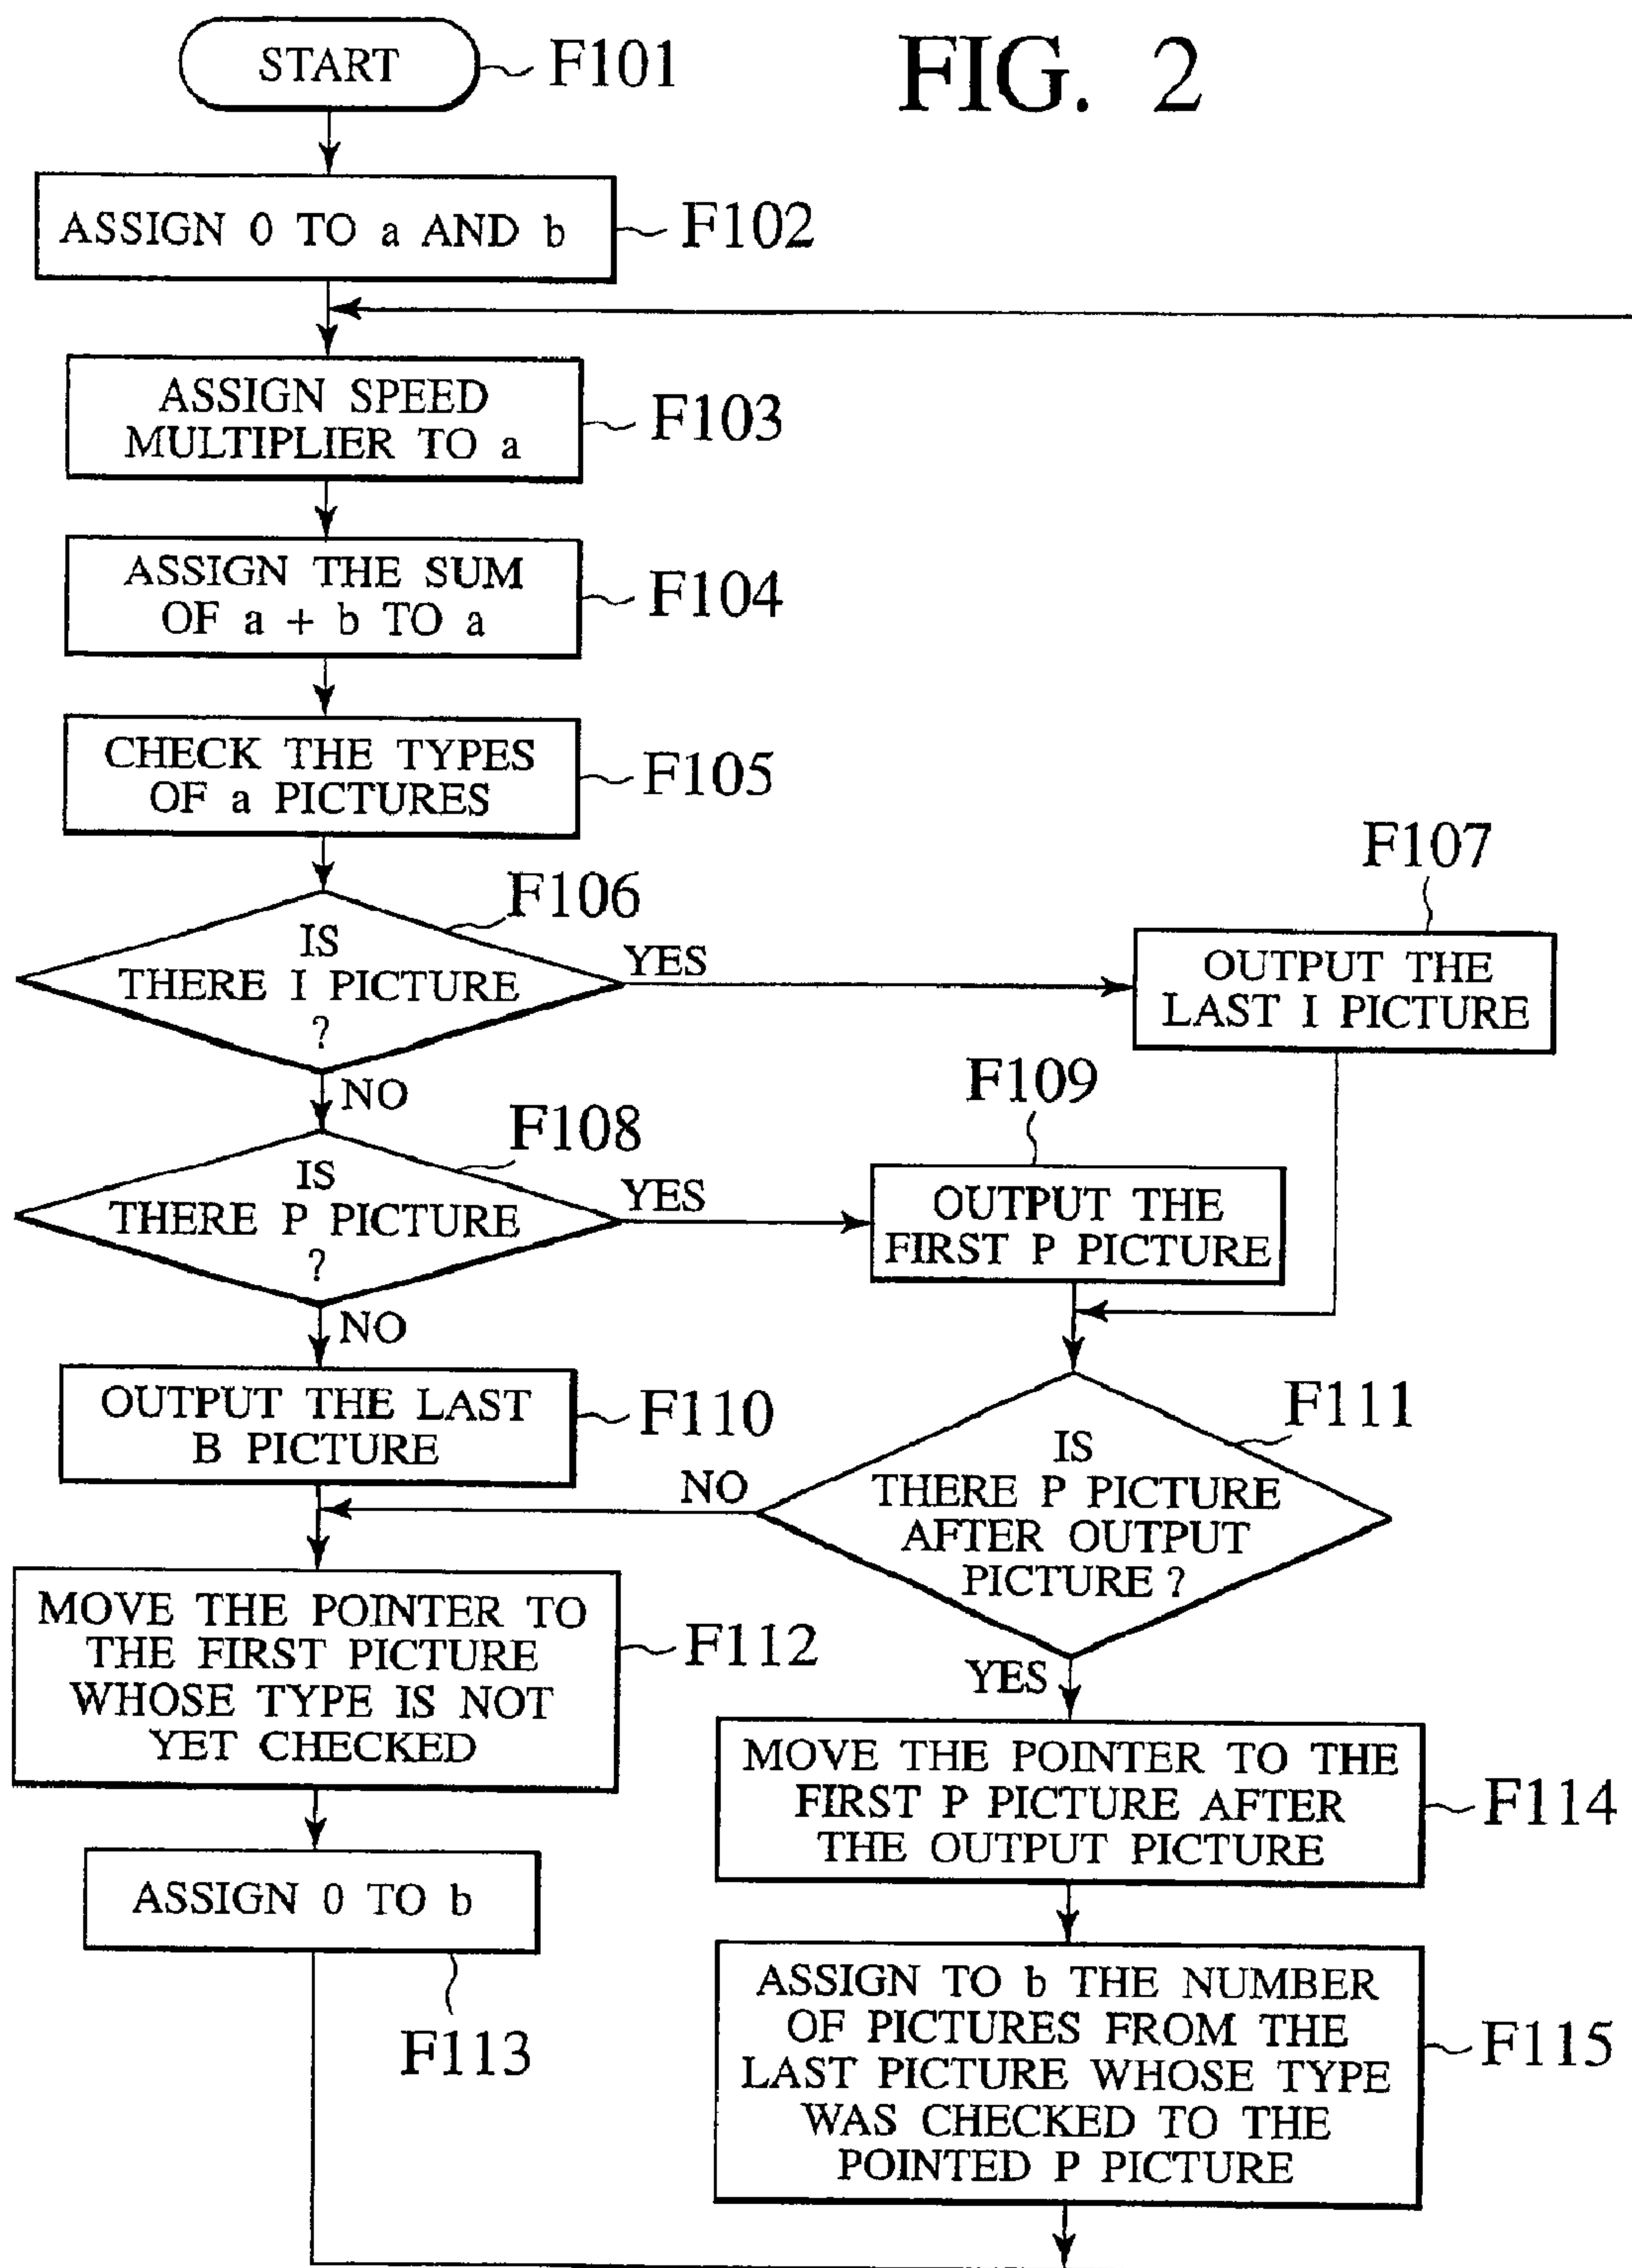 FIG. 2
START
F101
ASSIGN 0 TO a AND b
F102
ASSIGN SPEED
MULTIPLIER TO a
F103
ASSIGN THE SUM
OF a + b TO a
F104
CHECK THE TYPES
OF a PICTURES
F105
F106
IS
THERE I PICTURE
?
YES
NO
F107
OUTPUT THE
LAST I PICTURE
F108
IS
THERE P PICTURE
?
YES
NO
F109
OUTPUT THE
FIRST P PICTURE
OUTPUT THE LAST
B PICTURE
F110
F111
IS
THERE P PICTURE
AFTER OUTPUT
PICTURE ?
NO
YES
MOVE THE POINTER TO
THE FIRST PICTURE
WHOSE TYPE IS NOT
YET CHECKED
F112
ASSIGN 0 TO b
F113
MOVE THE POINTER TO THE
FIRST P PICTURE AFTER
THE OUTPUT PICTURE
F114
ASSIGN TO b THE NUMBER
OF PICTURES FROM THE
LAST PICTURE WHOSE TYPE
WAS CHECKED TO THE
POINTED P PICTURE
F115